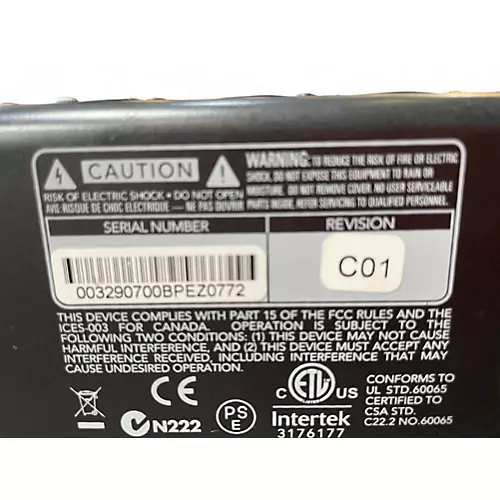 CAUTION
RISK OF ELECTRIC SHOCK • DO NOT OPEN
AVIS: RISQUE DE CHOC ELECTRIQUE — NE PAS OUVRIR
WARNING: TO REDUCE THE RISK OF FIRE OR ELECTRIC
SHOCK, DO NOT EXPOSE THIS EQUIPMENT TO RAIN OR
MOISTURE. DO NOT REMOVE COVER. NO USER SERVICEABLE
PARTS INSIDE. REFER SERVICING TO QUALIFIED PERSONNEL.
SERIAL NUMBER
REVISION
003290700BPEZ0772
C01
THIS DEVICE COMPLIES WITH PART 15 OF THE FCC RULES AND THE
ICES-003 FOR CANADA. OPERATION IS SUBJECT TO THE
FOLLOWING TWO CONDITIONS: (1) THIS DEVICE MAY NOT CAUSE
HARMFUL INTERFERENCE, AND (2) THIS DEVICE MUST ACCEPT ANY
INTERFERENCE RECEIVED, INCLUDING INTERFERENCE THAT MAY
CAUSE UNDESIRED OPERATION.
CE
N222
PS
E
C ETL US
Intertek
3176177
CONFORMS TO
UL STD.60065
CERTIFIED TO
CSA STD.
C22.2 NO.60065